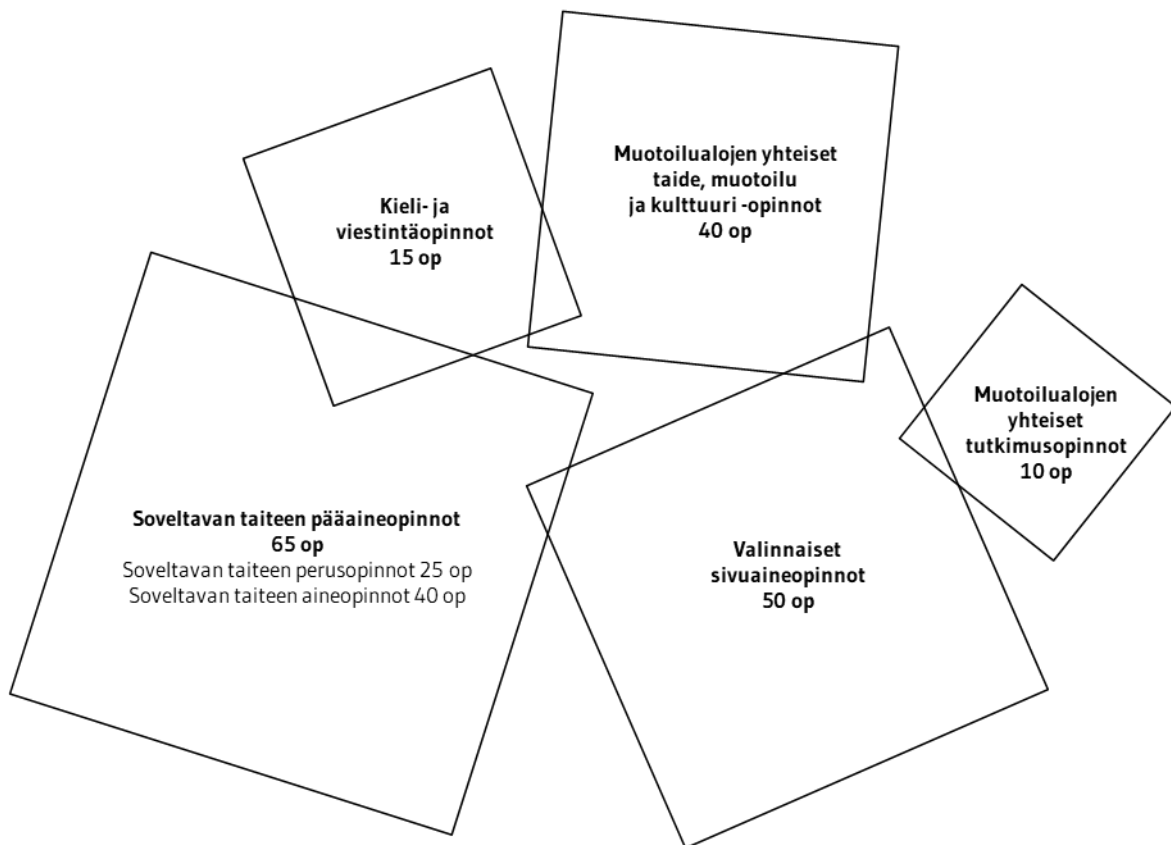 Muotoilualojen yhteiset
taide, muotoilu
ja kulttuuri -opinnot
40 op
Kieli- ja
viestintäopinnot
15 op
Muotoilualojen
yhteiset
tutkimusopinnot
10 op
Soveltavan taiteen pääaineopinnot
65 op
Soveltavan taiteen perusopinnot 25 op
Soveltavan taiteen aineopinnot 40 op
Valinnaiset
sivuaineopinnot
50 op